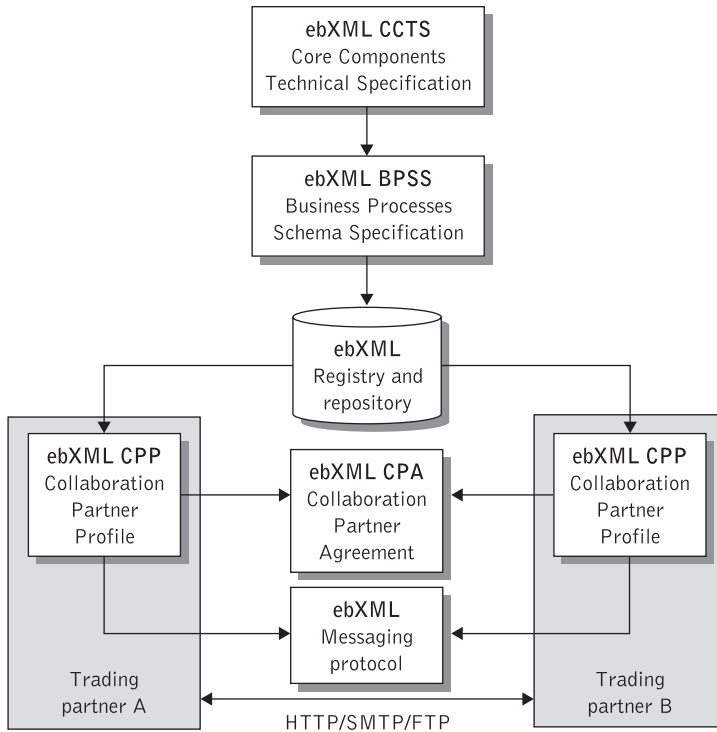 ebXML CCTS
Core Components
Technical Specification
ebXML BPSS
Business Processes
Schema Specification
ebXML
Registry and
repository
ebXML CPP
Collaboration
Partner
Profile
ebXML CPA
Collaboration
Partner
Agreement
ebXML CPP
Collaboration
Partner
Profile
ebXML
Messaging
protocol
Trading
partner A
Trading
partner B
HTTP/SMTP/FTP